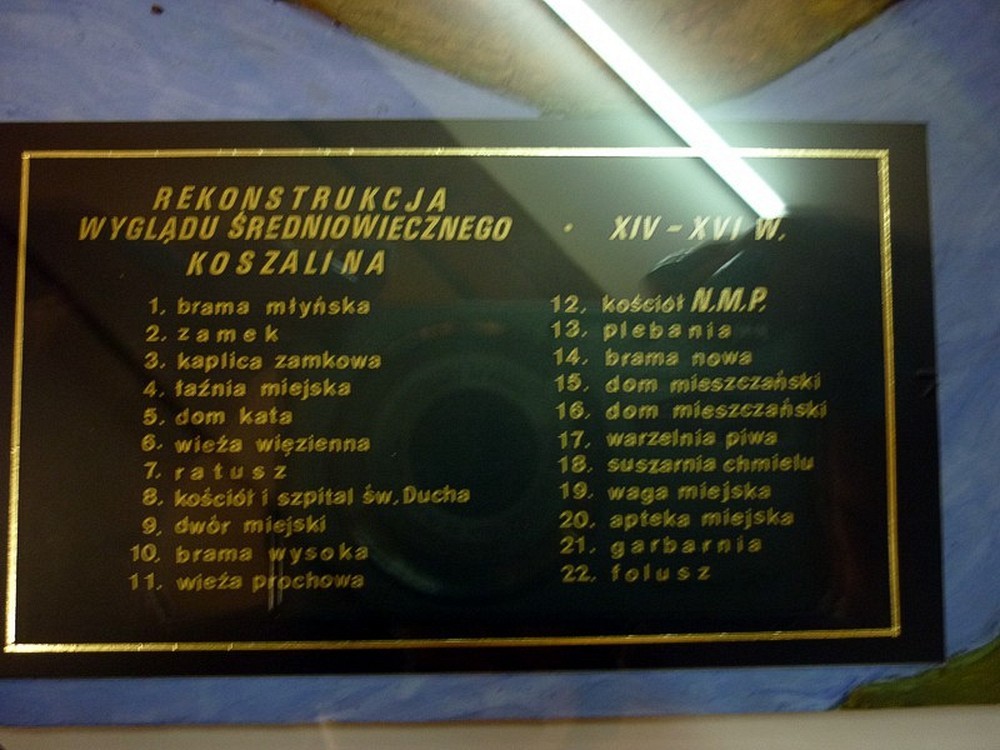 REKONSTRUKCJA
WYGLĄDU ŚREDNIOWIECZNEGO • XIV – XVI W.
KOSZALINA
1. brama młyńska
2. zamek
3. kaplica zamkowa
4. łaźnia miejska
5. dom kata
6. wieża więzienna
7. ratusz
8. kościół i szpital św. Ducha
9. dwór miejski
10. brama wysoka
11. wieża prochowa
12. kościół N.M.P.
13. plebania
14. brama nowa
15. dom mieszczański
16. dom mieszczański
17. warzelnia piwa
18. suszarnia chmielu
19. waga miejska
20. apteka miejska
21. garbarnia
22. folusz